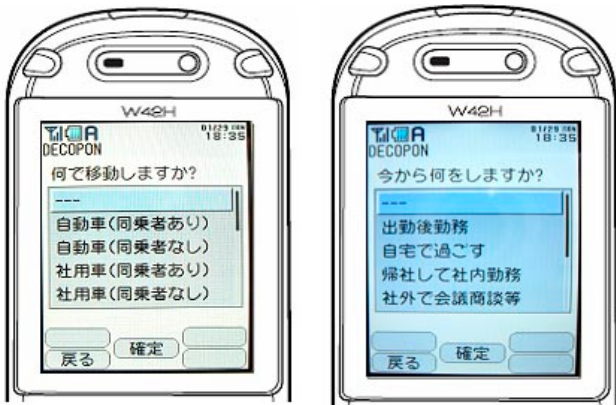 W42H
01/29 MON
18:35
DECOPON
何で移動しますか?
---
自動車(同乗者あり)
自動車(同乗者なし)
社用車(同乗者あり)
社用車(同乗者なし)
確定
戻る
W42H
01/29 MON
18:35
DECOPON
今から何をしますか?
---
出勤後勤務
自宅で過ごす
帰社して社内勤務
社外で会議商談等
確定
戻る